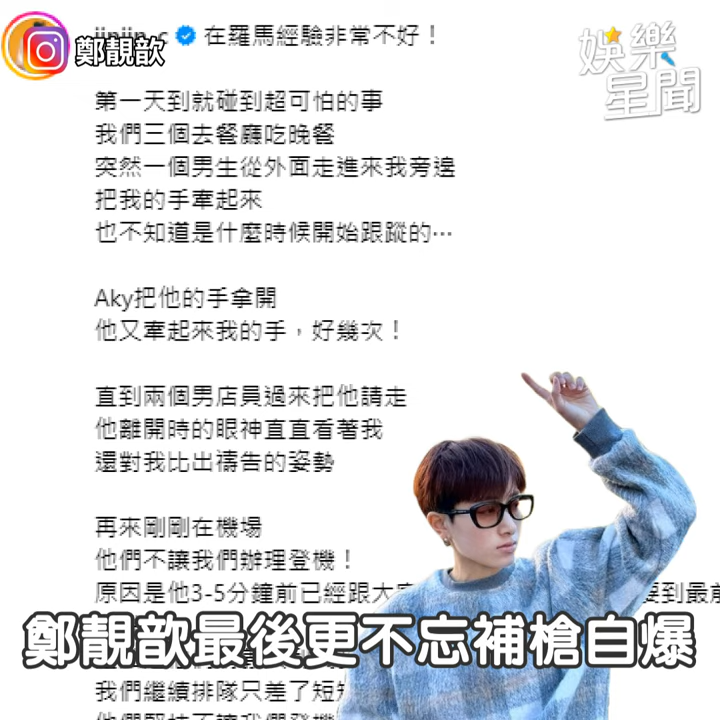 鄭靚歆
在羅馬經驗非常不好！
娛樂星聞
第一天到就碰到超可怕的事
我們三個去餐廳吃晚餐
突然一個男生從外面走進來我旁邊
把我的手牽起來
也不知道是什麼時候開始跟蹤的…
Aky把他的手拿開
他又牽起來我的手，好幾次！
直到兩個男店員過來把他請走
他離開時的眼神直直看著我
還對我比出禱告的姿勢
再來剛剛在機場
他們不讓我們辦理登機！
原因是他3-5分鐘前已經跟大
到最前
鄭靚歆最後更不忘補槍自爆
我們繼續排隊只差了短短